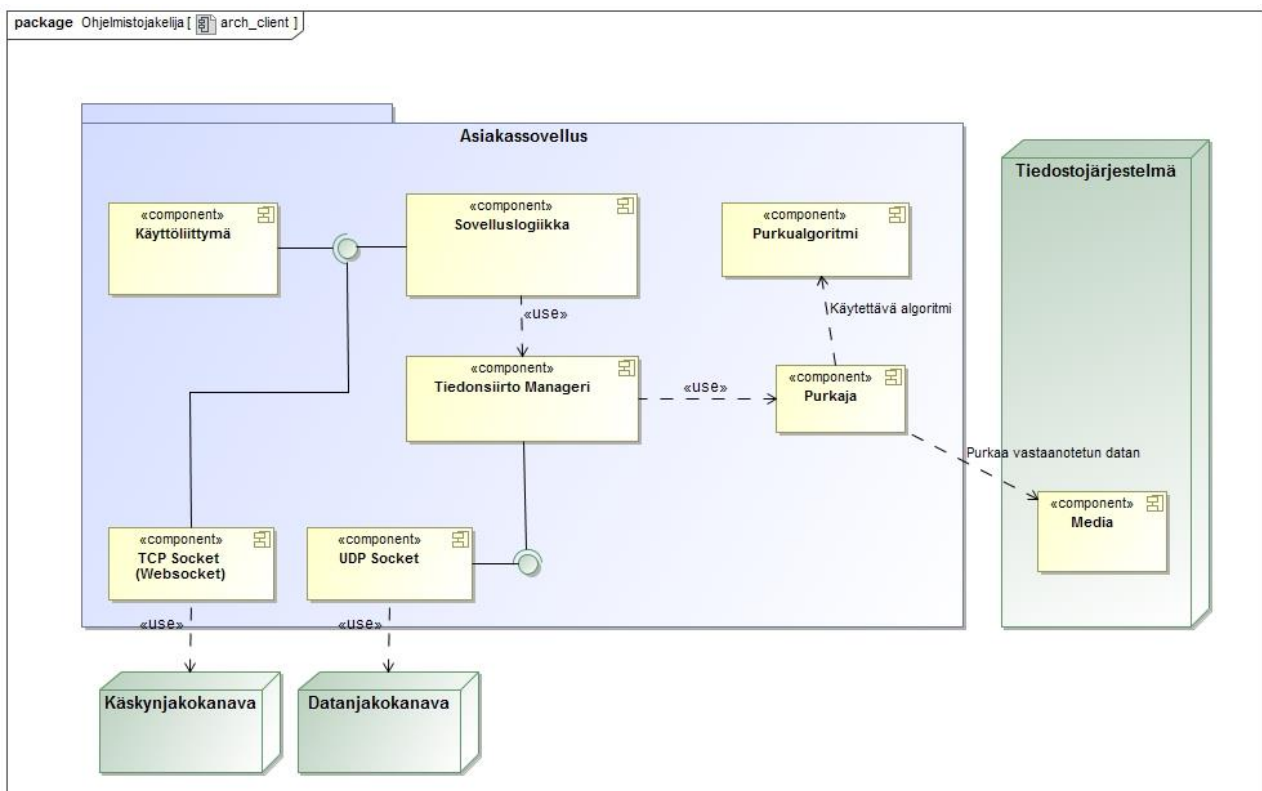 package Ohjelmistojakelija [ arch_client ]
Asiakassovellus
Tiedostojärjestelmä
«component»
Käyttöliittymä
«component»
Sovelluslogiikka
«component»
Purkualgoritmi
«use»
Käytettävä algoritmi
«component»
Tiedonsiirto Manageri
«use»
«component»
Purkaja
Purkaa vastaanotetun datan
«component»
Media
«component»
TCP Socket
(Websocket)
«component»
UDP Socket
«use»
«use»
Käskynjakokanava
Datanjakokanava